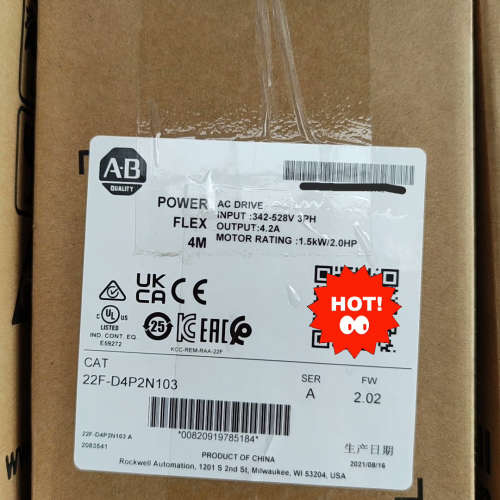 A·B
QUALITY
POWER
FLEX
4M
AC DRIVE
INPUT :342-528V 3PH
OUTPUT:4.2A
MOTOR RATING :1.5kW/2.0HP
UK
CA CE
c UL us
LISTED
IND. CONT. EQ.
E59272
25
EAC
KCC-REM-RAA-22F
HOT!
CAT
22F-D4P2N103
SER
A
FW
2.02
*00820919785184*
22F-D4P2N103 A
2083541
PRODUCT OF CHINA
Rockwell Automation, 1201 S 2nd St, Milwaukee, WI 53204, USA
生产日期
2021/08/16